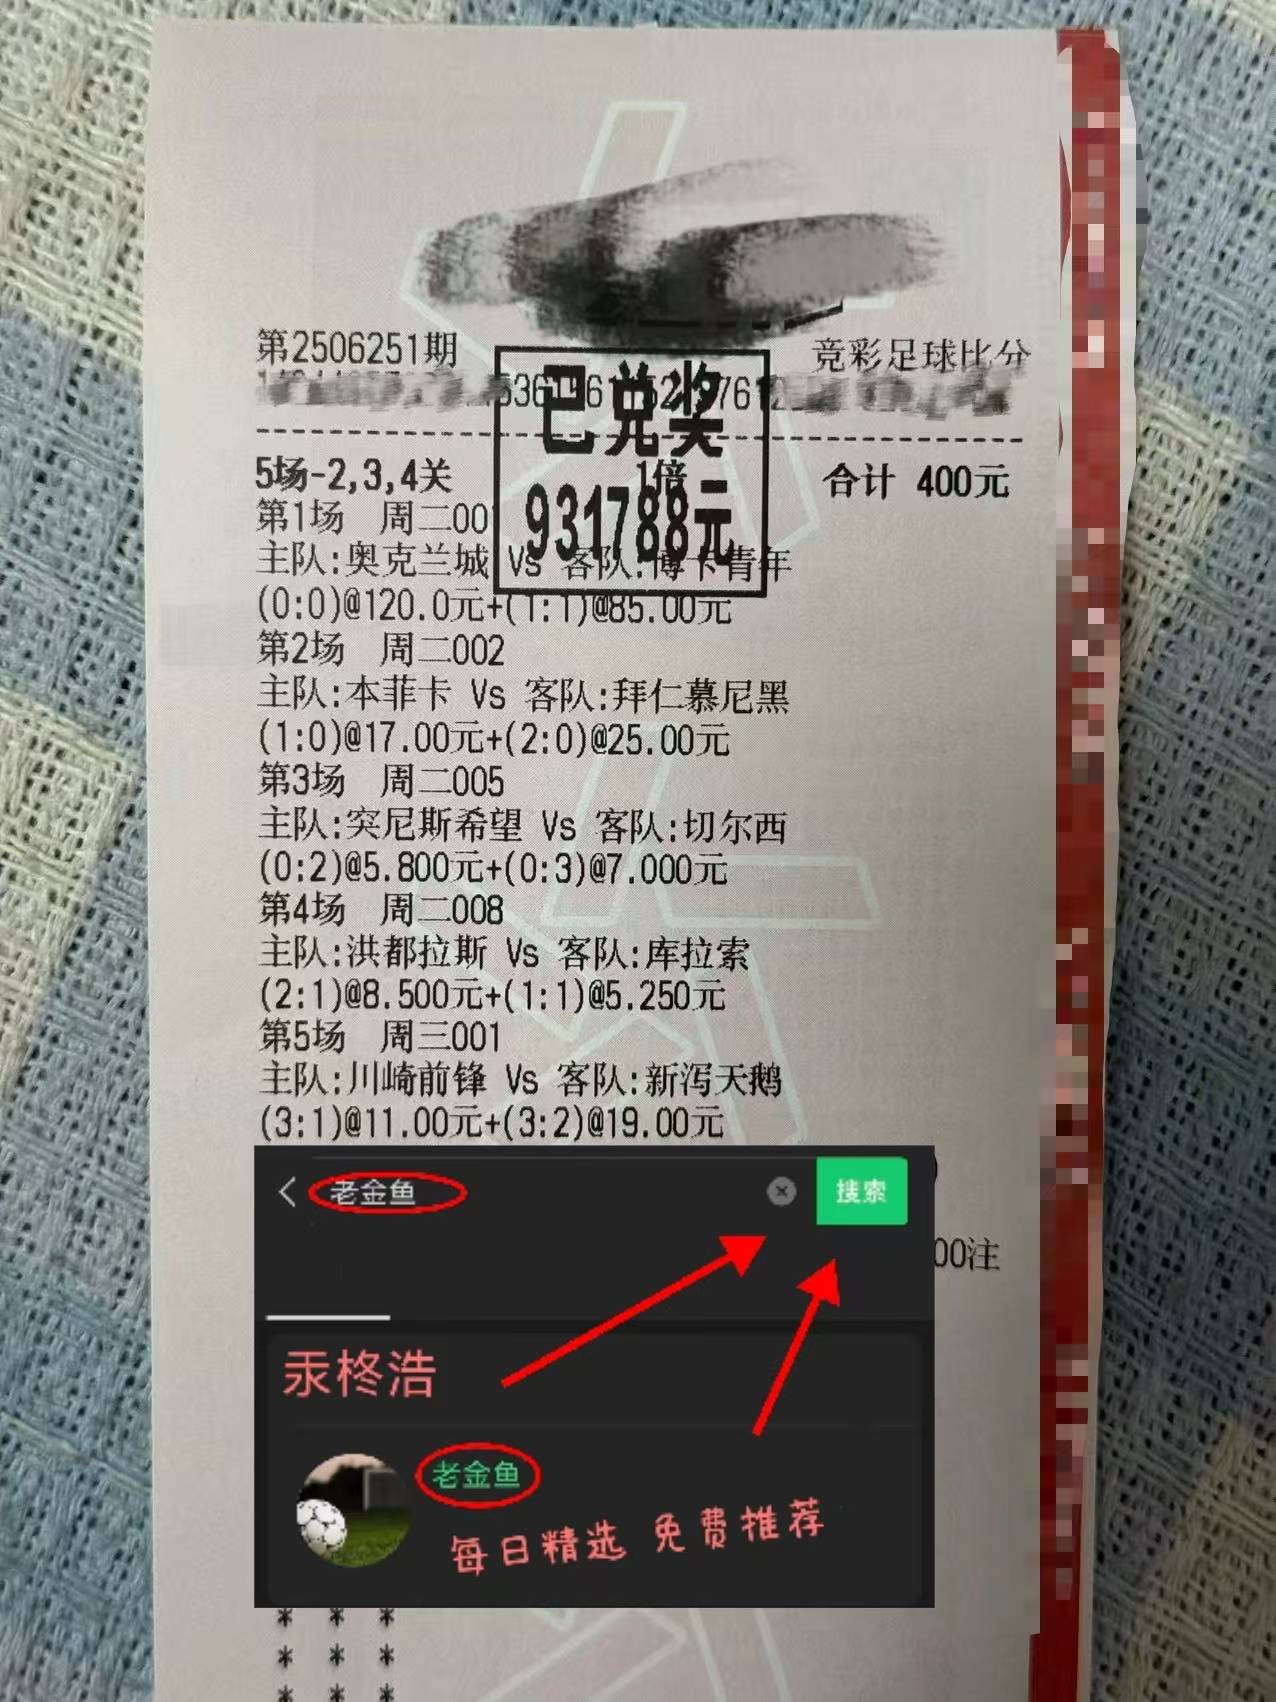 第2506251期
竞彩足球比分
已兑奖
931788元
5场-2,3,4关 1倍 合计 400元
第1场 周二001
主队:奥克兰城 Vs 客队:博卡青年
(0:0)@120.0元+(1:1)@85.00元
第2场 周二002
主队:本菲卡 Vs 客队:拜仁慕尼黑
(1:0)@17.00元+(2:0)@25.00元
第3场 周二005
主队:突尼斯希望 Vs 客队:切尔西
(0:2)@5.800元+(0:3)@7.000元
第4场 周二008
主队:洪都拉斯 Vs 客队:库拉索
(2:1)@8.500元+(1:1)@5.250元
第5场 周三001
主队:川崎前锋 Vs 客队:新泻天鹅
(3:1)@11.00元+(3:2)@19.00元
老金鱼 搜索
00注
汞柊浩
老金鱼
每日精选 免费推荐
* * *
* * *
* * *